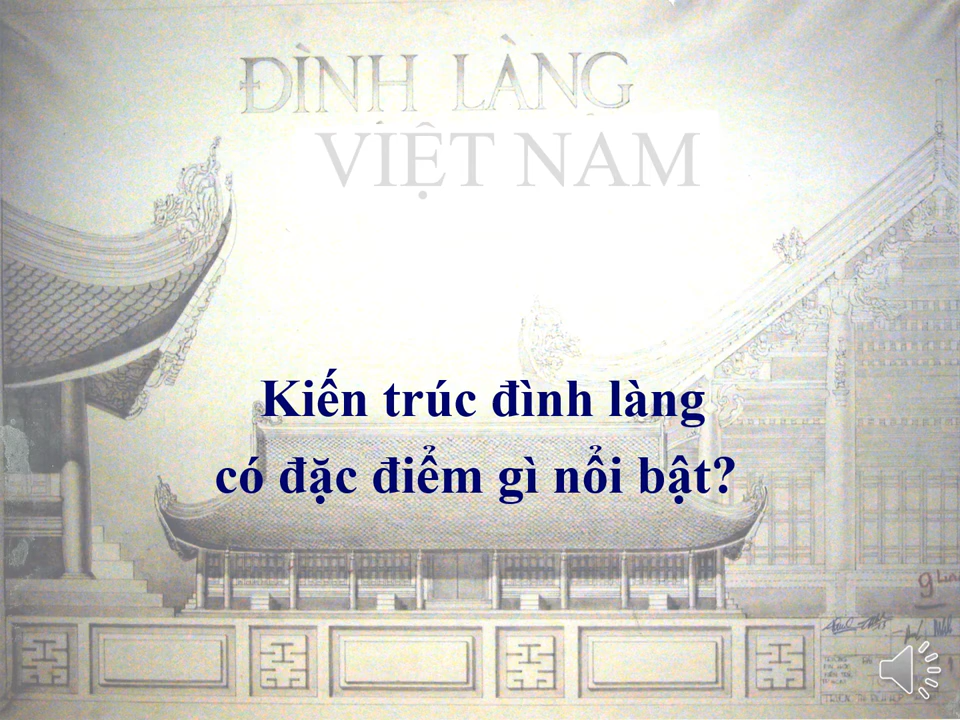 ĐÌNH LÀNG
VIỆT NAM
Kiến trúc đình làng
có đặc điểm gì nổi bật?